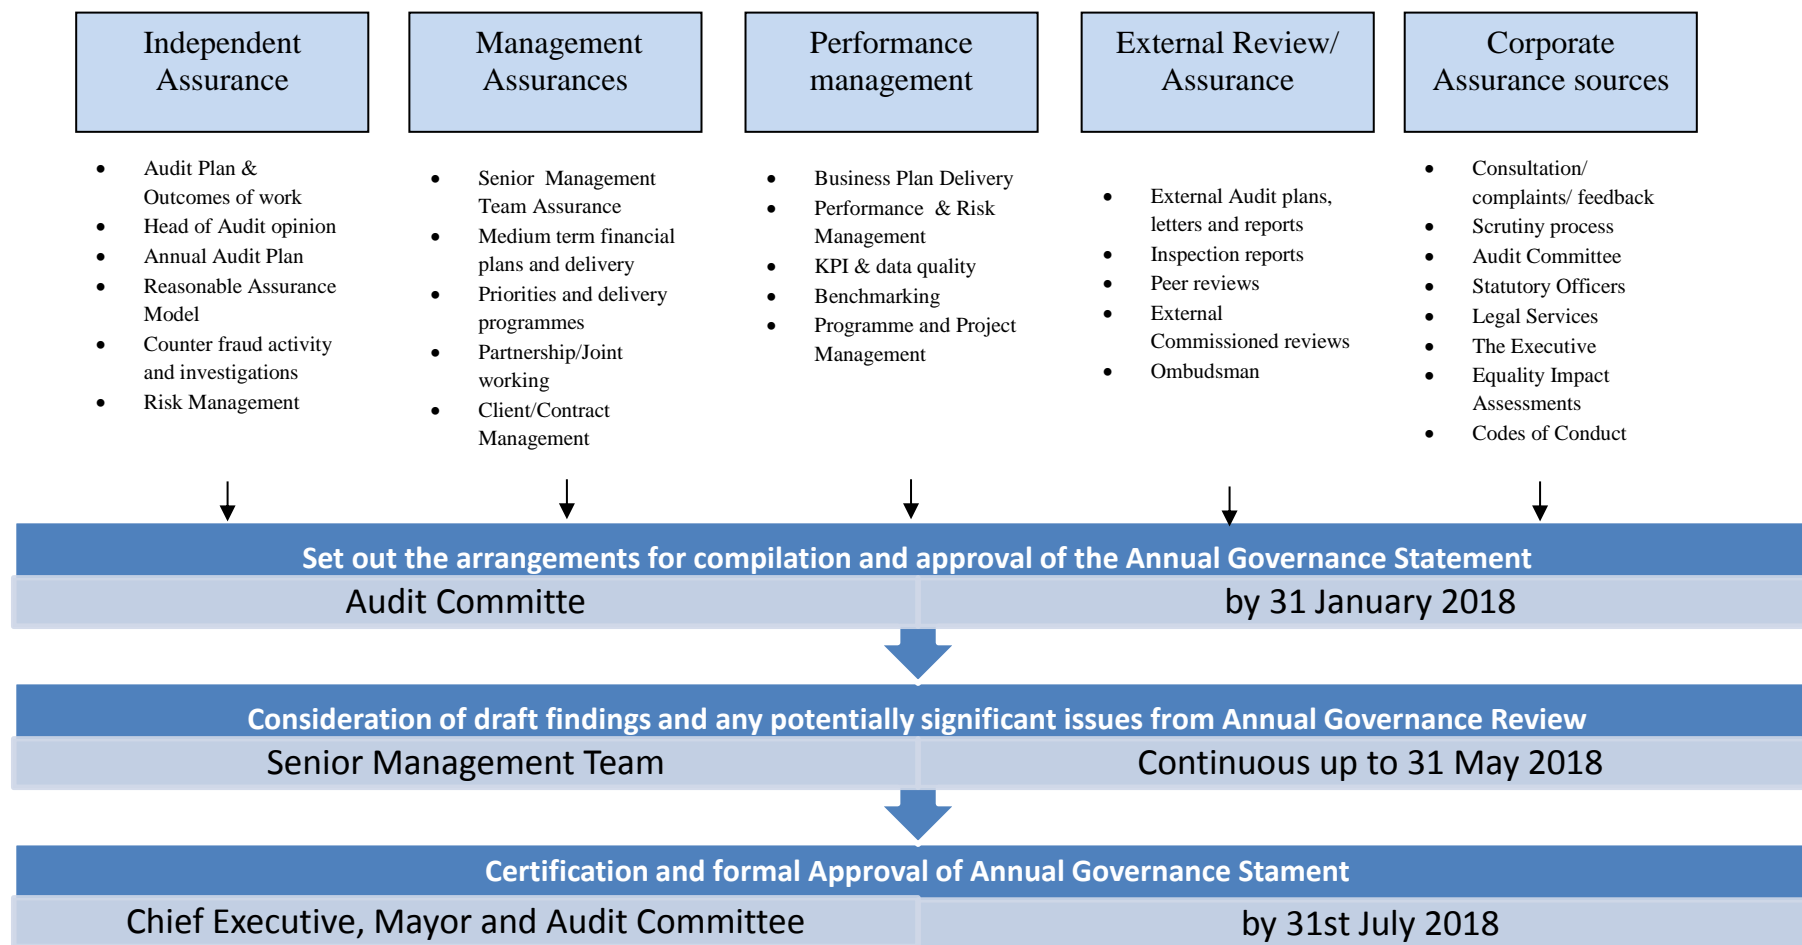 Independent
Assurance
Management
Assurances
Performance
management
External Review/
Assurance
Corporate
Assurance sources
• Audit Plan &
Outcomes of work
• Head of Audit opinion
• Annual Audit Plan
• Reasonable Assurance
Model
• Counter fraud activity
and investigations
• Risk Management
• Senior Management
Team Assurance
• Medium term financial
plans and delivery
• Priorities and delivery
programmes
• Partnership/Joint
working
• Client/Contract
Management
• Business Plan Delivery
• Performance & Risk
Management
• KPI & data quality
• Benchmarking
• Programme and Project
Management
• External Audit plans,
letters and reports
• Inspection reports
• Peer reviews
• External
Commissioned reviews
• Ombudsman
• Consultation/
complaints/ feedback
• Scrutiny process
• Audit Committee
• Statutory Officers
• Legal Services
• The Executive
• Equality Impact
Assessments
• Codes of Conduct
Set out the arrangements for compilation and approval of the Annual Governance Statement
Audit Committe
by 31 January 2018
Consideration of draft findings and any potentially significant issues from Annual Governance Review
Senior Management Team
Continuous up to 31 May 2018
Certification and formal Approval of Annual Governance Stament
Chief Executive, Mayor and Audit Committee
by 31st July 2018